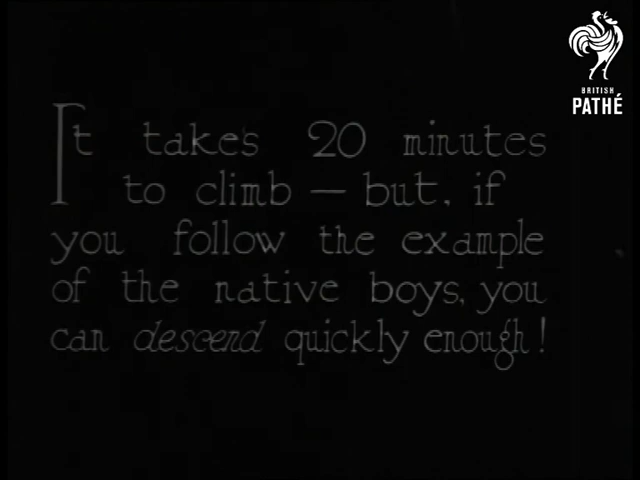 BRITISH
PATHÉ
It takes 20 minutes
to climb — but, if
you follow the example
of the native boys, you
can descend quickly enough!